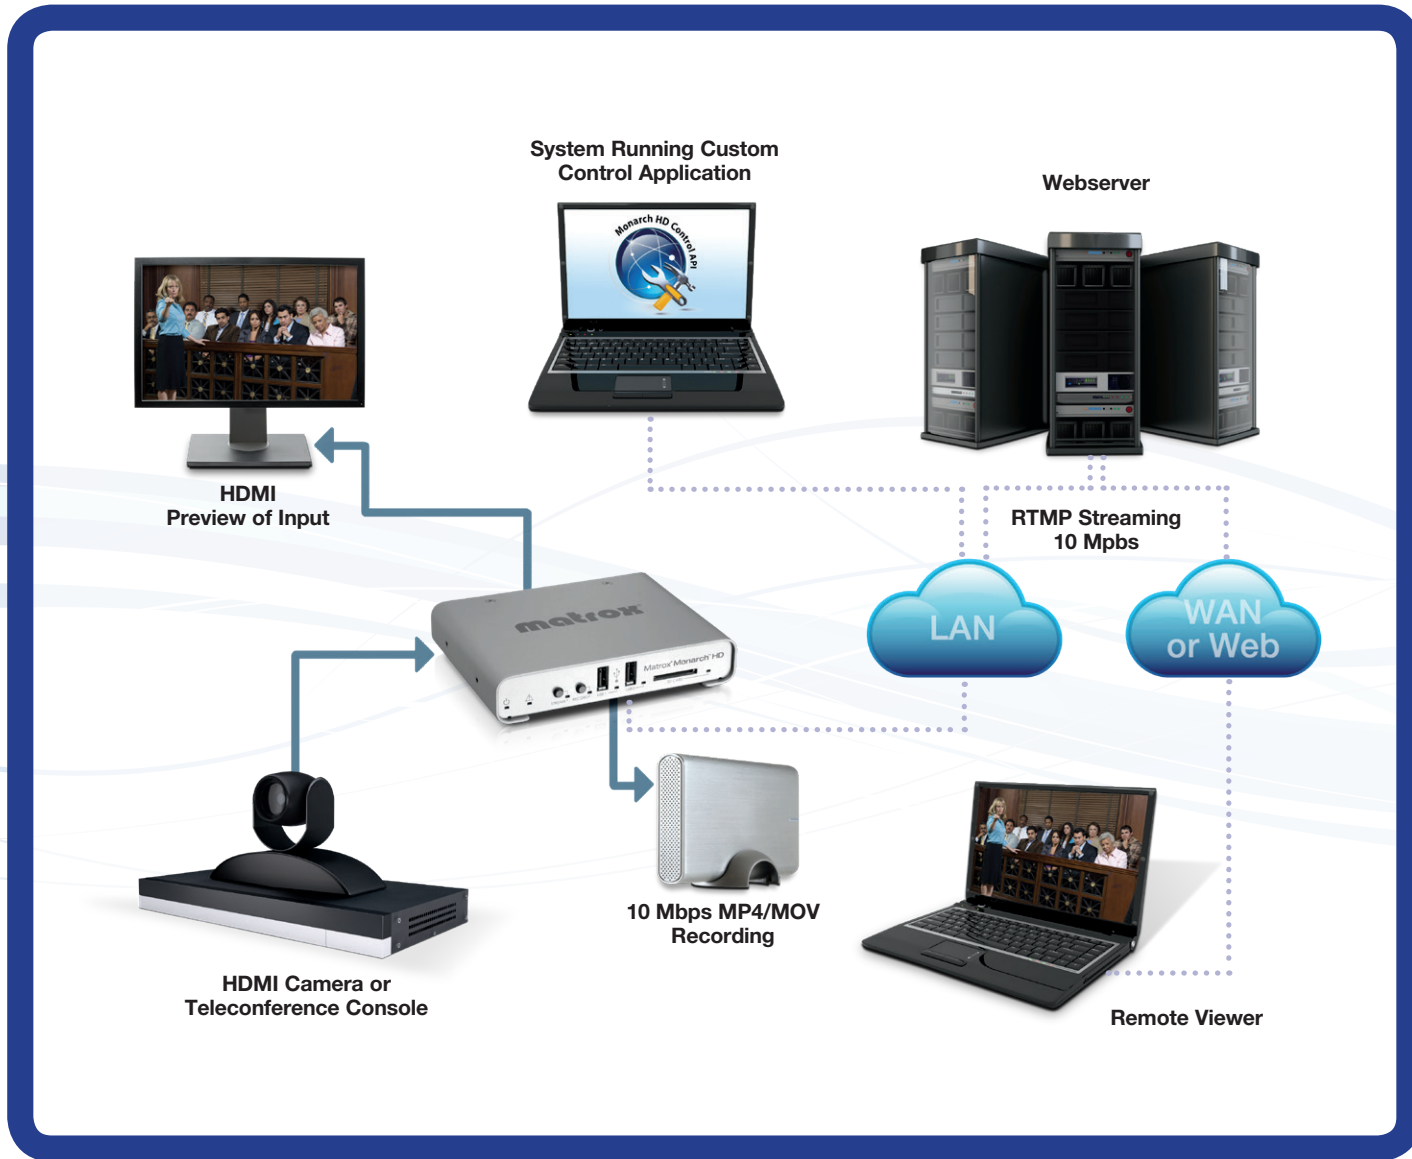 System Running Custom
Control Application
Webserver
Monarch HD Control API
HDMI
Preview of Input
RTMP Streaming
10 Mpbs
LAN
WAN
or Web
matrox
Matrox Monarch HD
10 Mbps MP4/MOV
Recording
HDMI Camera or
Teleconference Console
Remote Viewer